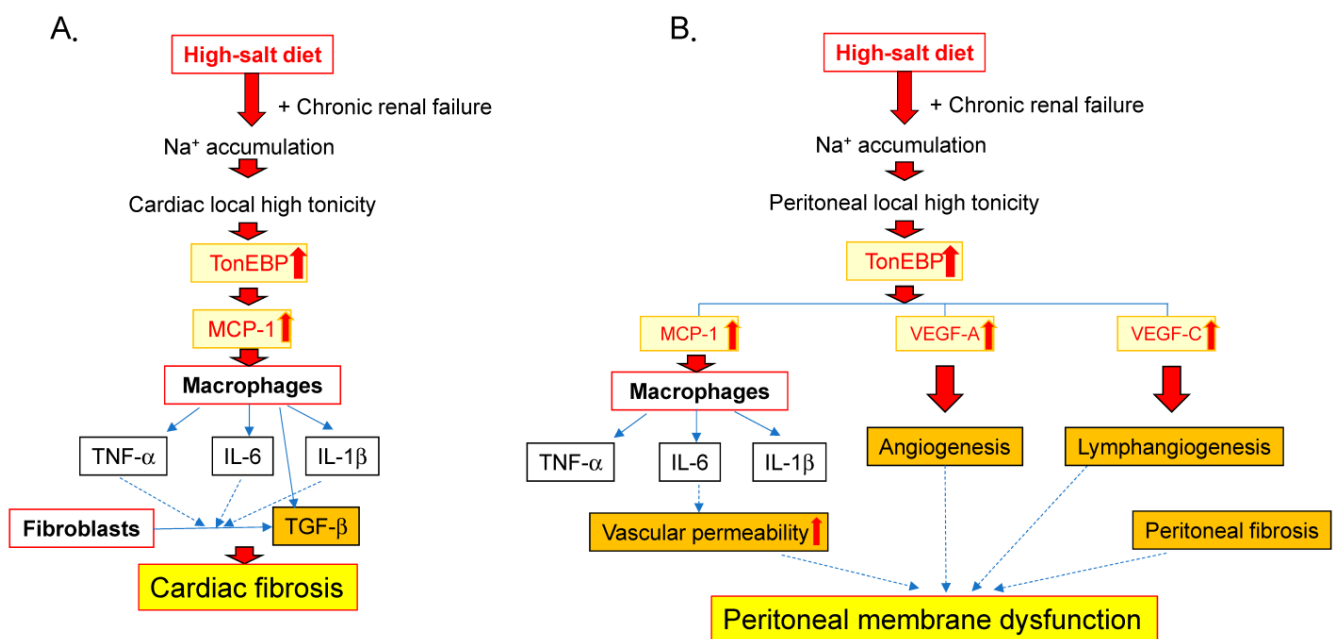 A.
High-salt diet
+ Chronic renal failure
Na⁺ accumulation
Cardiac local high tonicity
TonEBP
MCP-1
Macrophages
TNF-α
IL-6
IL-1β
Fibroblasts
TGF-β
Cardiac fibrosis
B.
High-salt diet
+ Chronic renal failure
Na⁺ accumulation
Peritoneal local high tonicity
TonEBP
MCP-1
VEGF-A
VEGF-C
Macrophages
Angiogenesis
Lymphangiogenesis
TNF-α
IL-6
IL-1β
Vascular permeability
Peritoneal fibrosis
Peritoneal membrane dysfunction